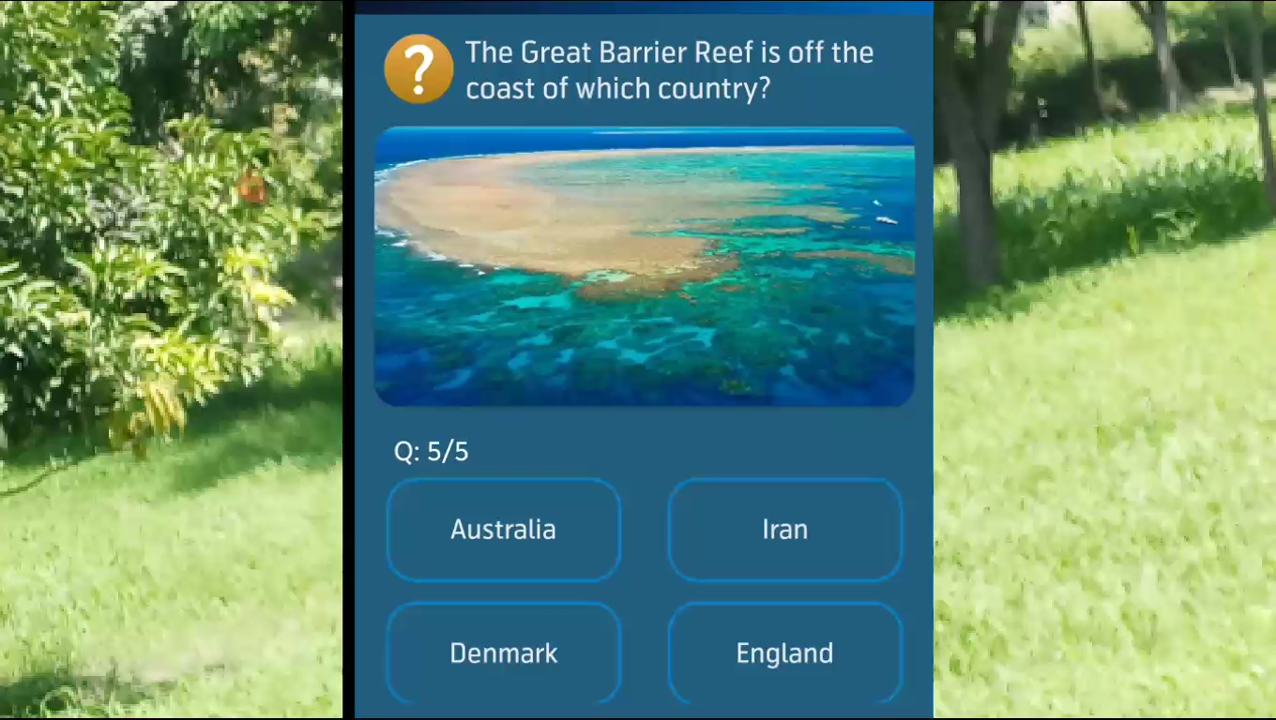 ?
The Great Barrier Reef is off the
coast of which country?
Q: 5/5
Australia
Iran
Denmark
England